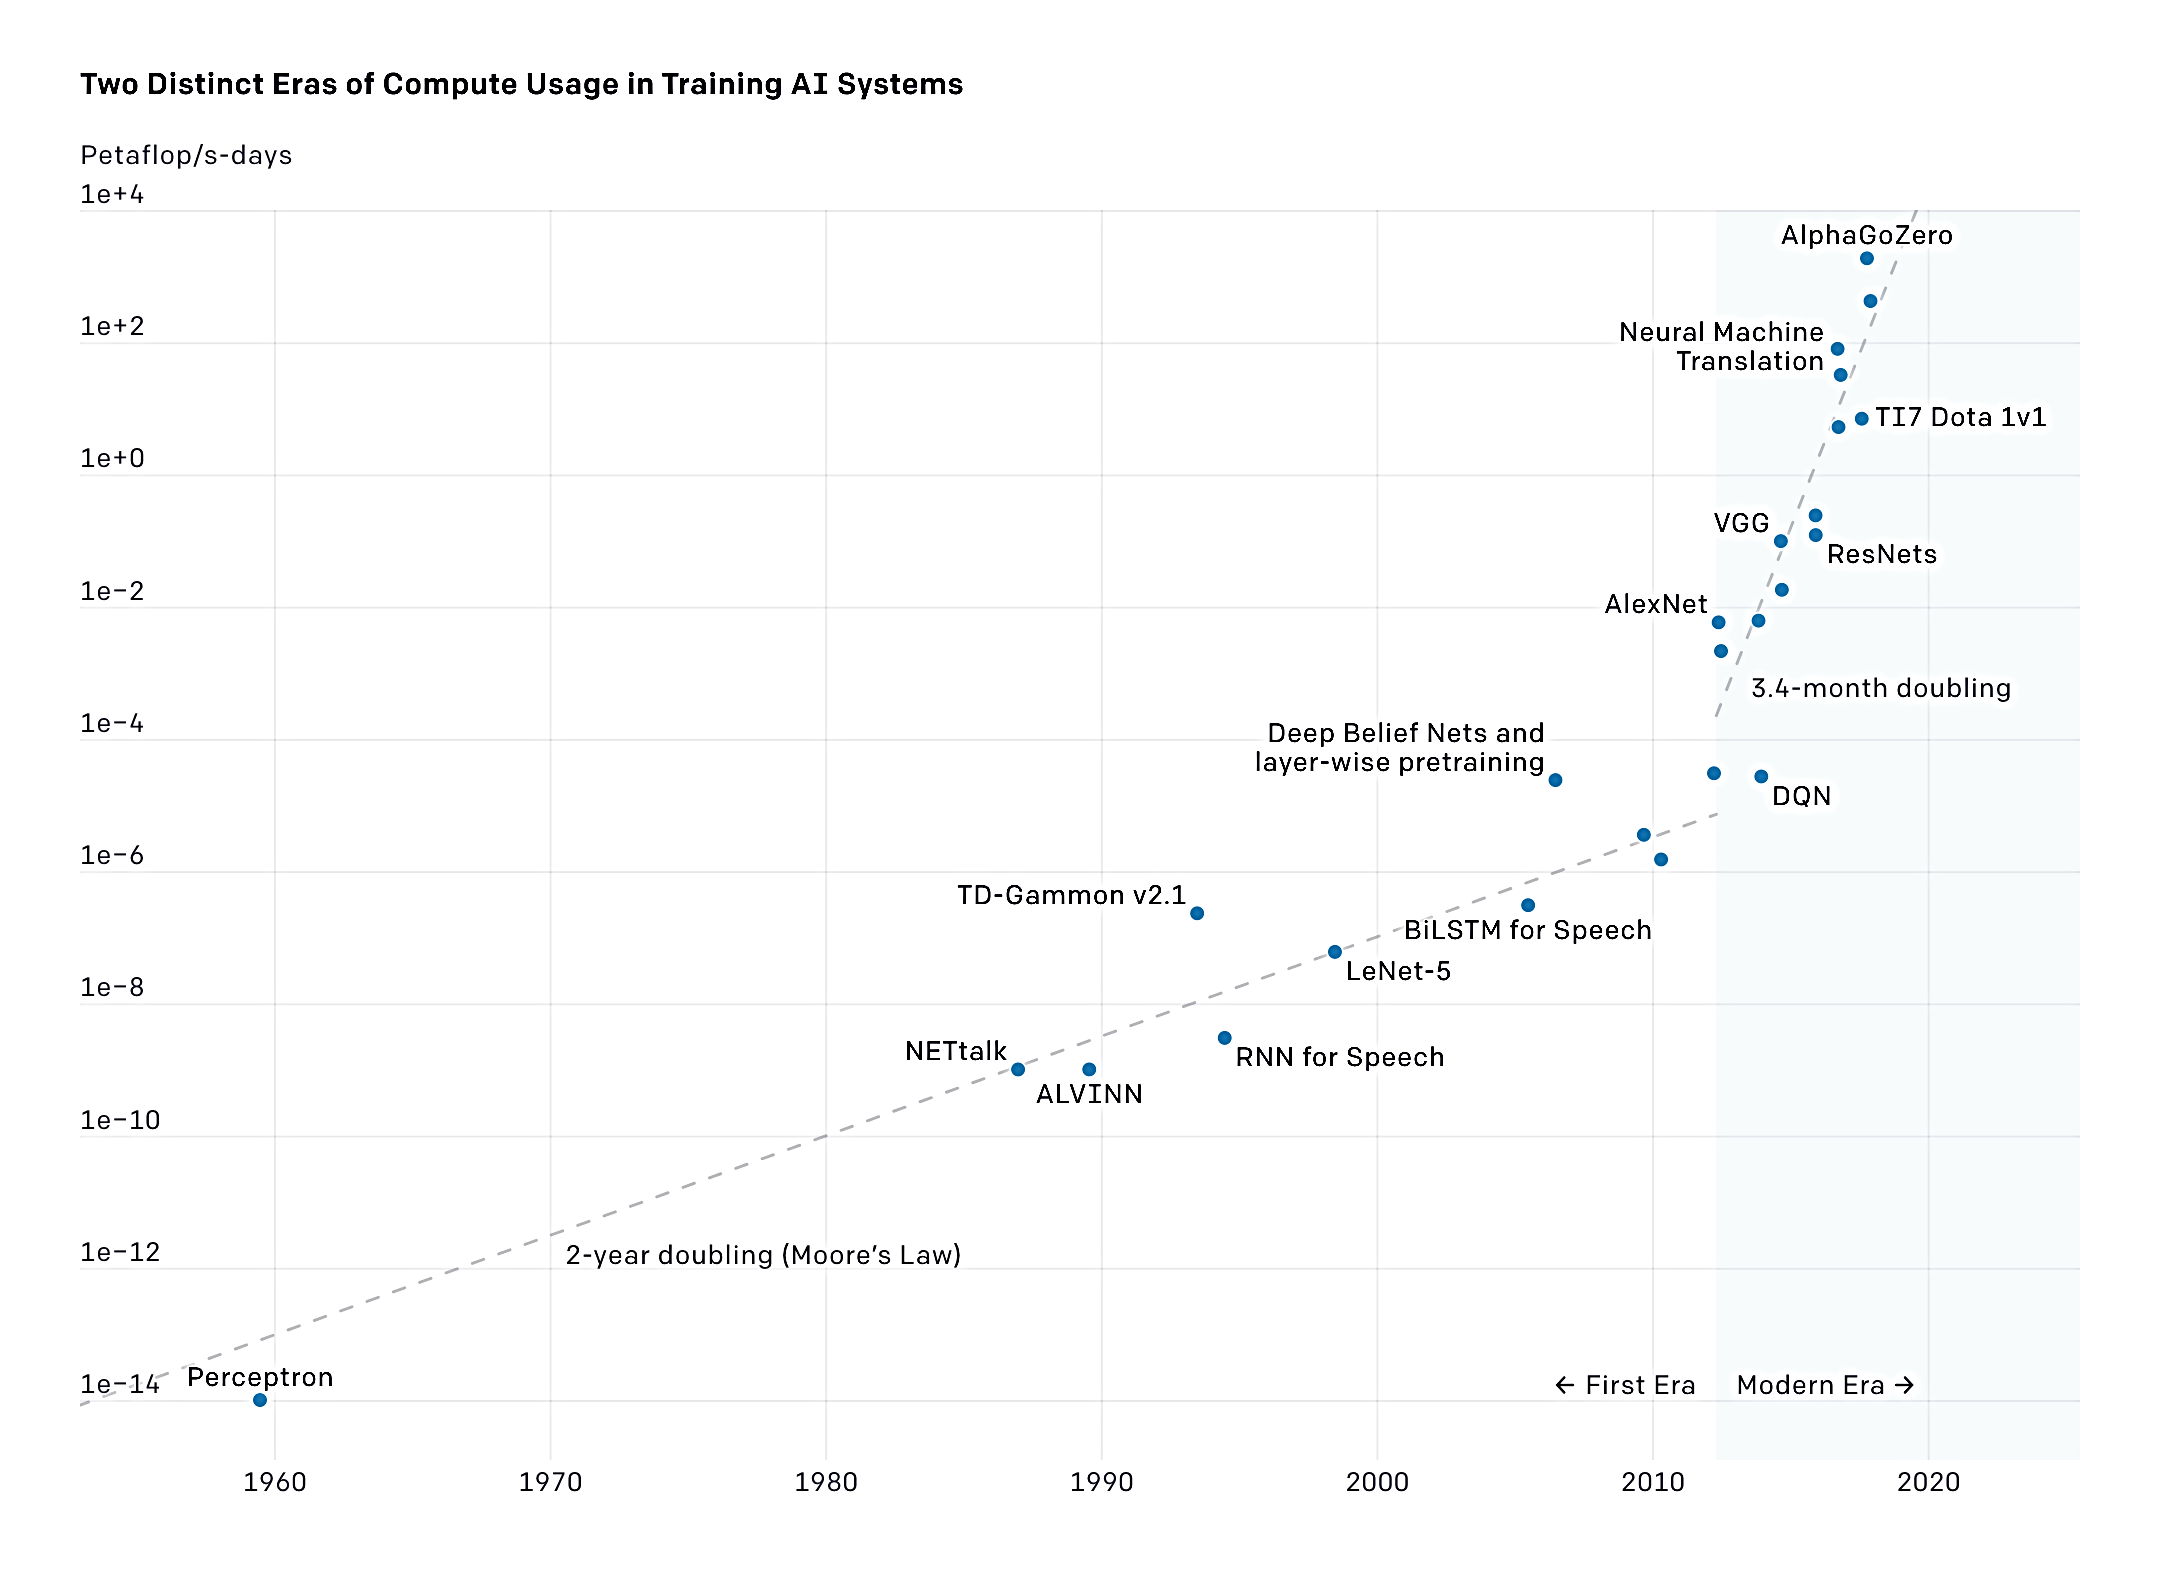 Two Distinct Eras of Compute Usage in Training AI Systems
Petaflop/s-days
1e+4
AlphaGoZero
1e+2
Neural Machine
Translation
TI7 Dota 1v1
1e+0
VGG
ResNets
1e−2
AlexNet
3.4-month doubling
1e−4
Deep Belief Nets and
layer-wise pretraining
DQN
1e−6
TD-Gammon v2.1
BiLSTM for Speech
LeNet-5
1e−8
NETtalk
RNN for Speech
ALVINN
1e−10
1e−12
2-year doubling (Moore’s Law)
1e−14
Perceptron
← First Era
Modern Era →
1960
1970
1980
1990
2000
2010
2020